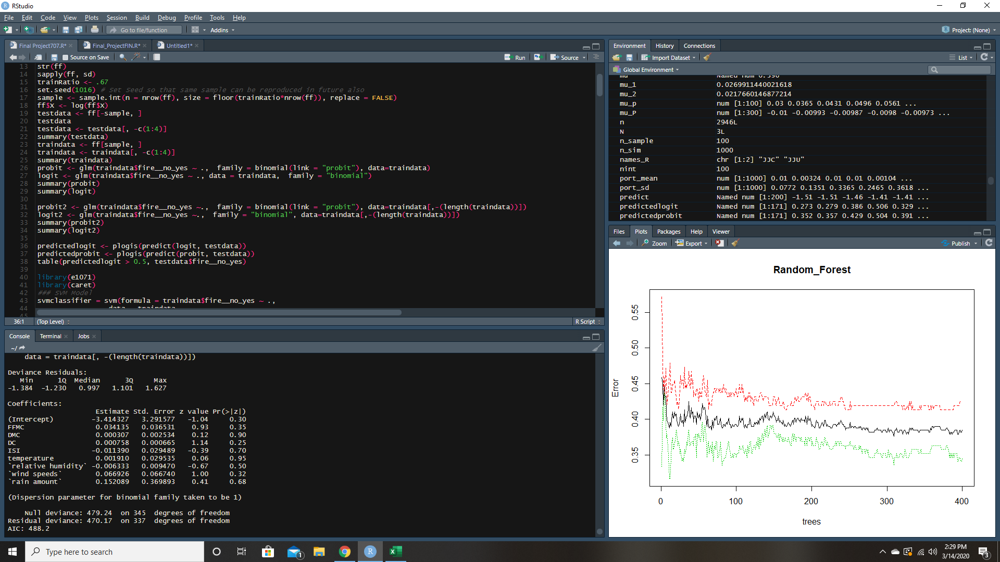 RStudio
File Edit Code View Plots Session Build Debug Profile Tools Help
Go to file/function Addins Project: (None)
Final Project707.R* Final_ProjectFIN.R* Untitled1*
Source on Save Run Source
13 str(ff)
14 sapply(ff, sd)
15 trainRatio <- .67
16 set.seed(1016) # Set Seed so that same sample can be reproduced in future also
17 sample <- sample.int(n = nrow(ff), size = floor(trainRatio*nrow(ff)), replace = FALSE)
18 ff$X <- log(ff$X)
19 testdata <- ff[-sample, ]
20 testdata
21 testdata <- testdata[, -c(1:4)]
22 summary(testdata)
23 traindata <- ff[sample, ]
24 traindata <- traindata[, -c(1:4)]
25 summary(traindata)
26 probit <- glm(traindata$fire__no_yes ~ .,  family = binomial(link = "probit"), data=traindata)
27 logit <- glm(traindata$fire__no_yes ~ ., data = traindata,  family = "binomial")
28 summary(probit)
29 summary(logit)
30
31 probit2 <- glm(traindata$fire__no_yes ~.,  family = binomial(link = "probit"), data=traindata[,-(length(traindata))])
32 logit2 <- glm(traindata$fire__no_yes ~.,  family = "binomial", data=traindata[,-(length(traindata))])
33 summary(probit2)
34 summary(logit2)
35
36 predictedlogit <- plogis(predict(logit, testdata))
37 predictedprobit <- plogis(predict(probit, testdata))
38 table(predictedlogit > 0.5, testdata$fire__no_yes)
39
40 library(e1071)
41 library(caret)
42 ### SVM Model
43 svmclassifier = svm(formula = traindata$fire__no_yes ~ .,
44 data = traindata
45
36:1 (Top Level) R Script
Console Terminal Jobs
~/
data = traindata[, -(length(traindata))])
Deviance Residuals:
Min 1Q Median 3Q Max
-1.384 -1.230 0.997 1.101 1.627
Coefficients:
Estimate Std. Error z value Pr(>|z|)
(Intercept) -3.414327 3.291577 -1.04 0.30
FFMC 0.034135 0.036531 0.93 0.35
DMC 0.000307 0.002534 0.12 0.90
DC 0.000758 0.000665 1.14 0.25
ISI -0.011390 0.029489 -0.39 0.70
temperature 0.001910 0.029535 0.06 0.95
`relative humidity` -0.006333 0.009470 -0.67 0.50
`wind speeds` 0.066926 0.066740 1.00 0.32
`rain amount` 0.152089 0.369893 0.41 0.68
(Dispersion parameter for binomial family taken to be 1)
Null deviance: 479.24 on 345 degrees of freedom
Residual deviance: 470.17 on 337 degrees of freedom
AIC: 488.2
Environment History Connections
Import Dataset List
Global Environment
mu Named num 0.596
mu_1 0.0269911440021618
mu_2 0.0217660146877214
mu_p num [1:100] 0.03 0.0365 0.0431 0.0496 0.0561 ...
mu_P num [1:300] -0.01 -0.00993 -0.00987 -0.0098 -0.00973 ...
n 2946L
N 3L
n_sample 100
n_sim 1000
names_R chr [1:2] "JJC" "JJU"
nint 100
port_mean num [1:1000] 0.01 0.00324 0.01 0.01 0.00104 ...
port_sd num [1:1000] 0.0772 0.1351 0.3365 0.2465 0.3618 ...
predict Named num [1:200] -1.51 -1.51 -1.46 -1.41 -1.41 ...
predictedlogit Named num [1:171] 0.273 0.279 0.386 0.506 0.329 ...
predictedprobit Named num [1:171] 0.352 0.357 0.429 0.504 0.391 ...
Files Plots Packages Help Viewer
Zoom Export Publish
Random_Forest
Error
0.55
0.50
0.45
0.40
0.35
0 100 200 300 400
trees
Type here to search
1
R
2:29 PM
3/14/2020
3